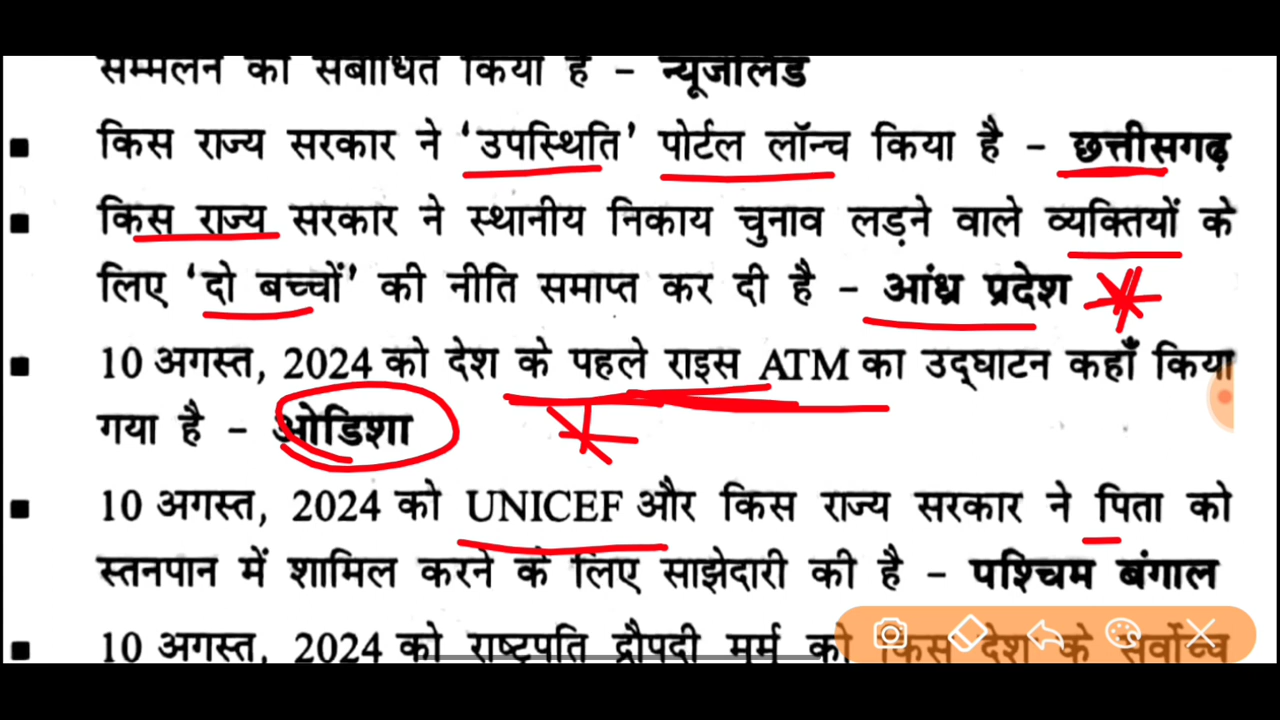 सम्मेलन को संबोधित किया है – न्यूजीलैंड
▪ किस राज्य सरकार ने ‘उपस्थिति’ पोर्टल लॉन्च किया है – छत्तीसगढ़
▪ किस राज्य सरकार ने स्थानीय निकाय चुनाव लड़ने वाले व्यक्तियों के
लिए ‘दो बच्चों’ की नीति समाप्त कर दी है – आंध्र प्रदेश
▪ 10 अगस्त, 2024 को देश के पहले राइस ATM का उद्घाटन कहाँ किया
गया है – ओडिशा
▪ 10 अगस्त, 2024 को UNICEF और किस राज्य सरकार ने पिता को
स्तनपान में शामिल करने के लिए साझेदारी की है – पश्चिम बंगाल
▪ 10 अगस्त, 2024 को राष्ट्रपति द्रौपदी मुर्मू को किस देश के सर्वोच्च